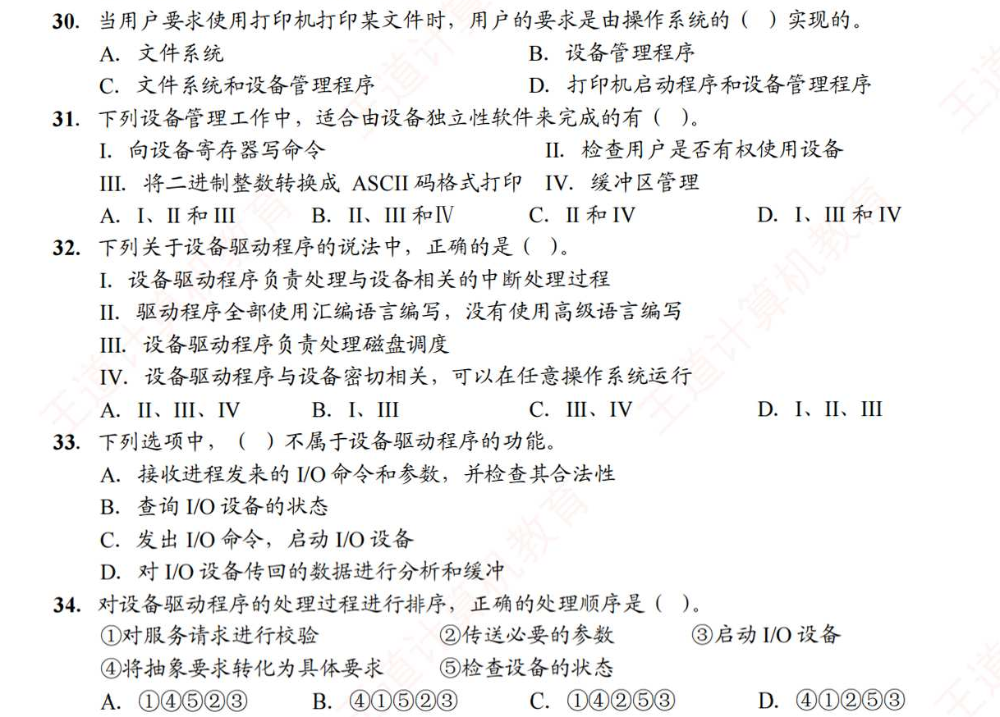 30. 当用户要求使用打印机打印某文件时，用户的要求是由操作系统的（ ）实现的。
A. 文件系统 B. 设备管理程序
C. 文件系统和设备管理程序 D. 打印机启动程序和设备管理程序
31. 下列设备管理工作中，适合由设备独立性软件来完成的有（ ）。
I. 向设备寄存器写命令 II. 检查用户是否有权使用设备
III. 将二进制整数转换成 ASCII 码格式打印 IV. 缓冲区管理
A. I、II 和 III B. II、III 和Ⅳ C. II 和 IV D. I、III 和 IV
32. 下列关于设备驱动程序的说法中，正确的是（ ）。
I. 设备驱动程序负责处理与设备相关的中断处理过程
II. 驱动程序全部使用汇编语言编写，没有使用高级语言编写
III. 设备驱动程序负责处理磁盘调度
IV. 设备驱动程序与设备密切相关，可以在任意操作系统运行
A. II、III、IV B. I、III C. III、IV D. I、II、III
33. 下列选项中，（ ）不属于设备驱动程序的功能。
A. 接收进程发来的 I/O 命令和参数，并检查其合法性
B. 查询 I/O 设备的状态
C. 发出 I/O 命令，启动 I/O 设备
D. 对 I/O 设备传回的数据进行分析和缓冲
34. 对设备驱动程序的处理过程进行排序，正确的处理顺序是（ ）。
①对服务请求进行校验 ②传送必要的参数 ③启动 I/O 设备
④将抽象要求转化为具体要求 ⑤检查设备的状态
A. ①④⑤②③ B. ④①⑤②③ C. ①④②⑤③ D. ④①②⑤③
王道计算机教育